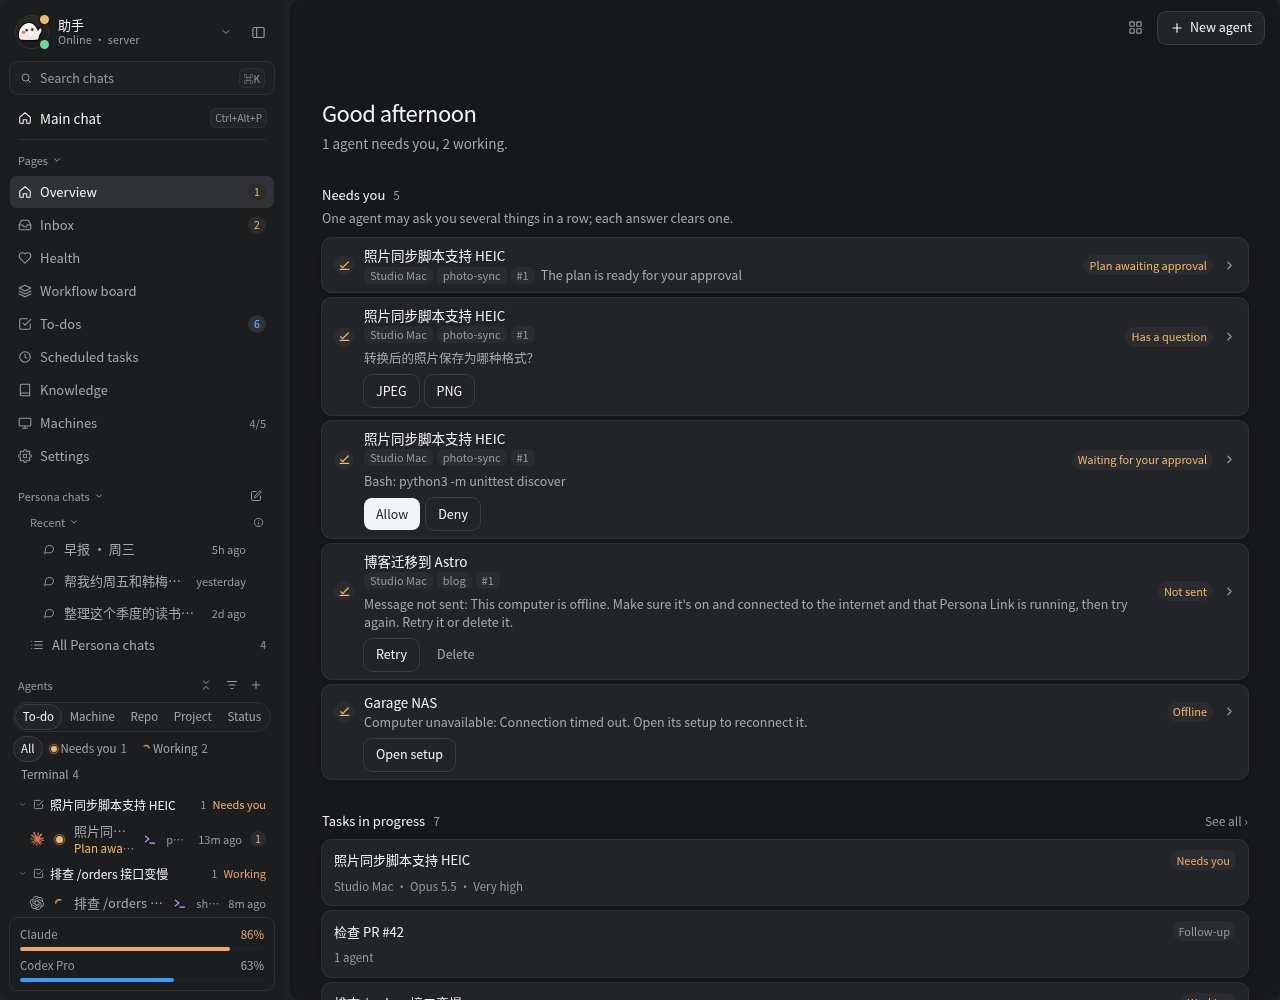 助手
Online • server
Search chats
⌘K
Main chat
Ctrl+Alt+P
Pages
Overview
1
Inbox
2
Health
Workflow board
To-dos
6
Scheduled tasks
Knowledge
Machines
4/5
Settings
Persona chats
Recent
早报 • 周三
5h ago
帮我约周五和韩梅…
yesterday
整理这个季度的读书…
2d ago
All Persona chats
4
Agents
To-do
Machine
Repo
Project
Status
All
Needs you 1
Working 2
Terminal 4
照片同步脚本支持 HEIC
1 Needs you
照片同…
p…
13m ago
1
Plan awa…
排查 /orders 接口变慢
1 Working
排查 /orders …
sh…
8m ago
Claude
86%
Codex Pro
63%
New agent
Good afternoon
1 agent needs you, 2 working.
Needs you 5
One agent may ask you several things in a row; each answer clears one.
照片同步脚本支持 HEIC
Studio Mac photo-sync #1 The plan is ready for your approval
Plan awaiting approval
照片同步脚本支持 HEIC
Studio Mac photo-sync #1
Has a question
转换后的照片保存为哪种格式?
JPEG
PNG
照片同步脚本支持 HEIC
Studio Mac photo-sync #1
Waiting for your approval
Bash: python3 -m unittest discover
Allow
Deny
博客迁移到 Astro
Studio Mac blog #1
Message not sent: This computer is offline. Make sure it's on and connected to the internet and that Persona Link is running, then try
again. Retry it or delete it.
Not sent
Retry
Delete
Garage NAS
Computer unavailable: Connection timed out. Open its setup to reconnect it.
Offline
Open setup
Tasks in progress 7
See all ›
照片同步脚本支持 HEIC
Needs you
Studio Mac • Opus 5.5 • Very high
检查 PR #42
Follow-up
1 agent